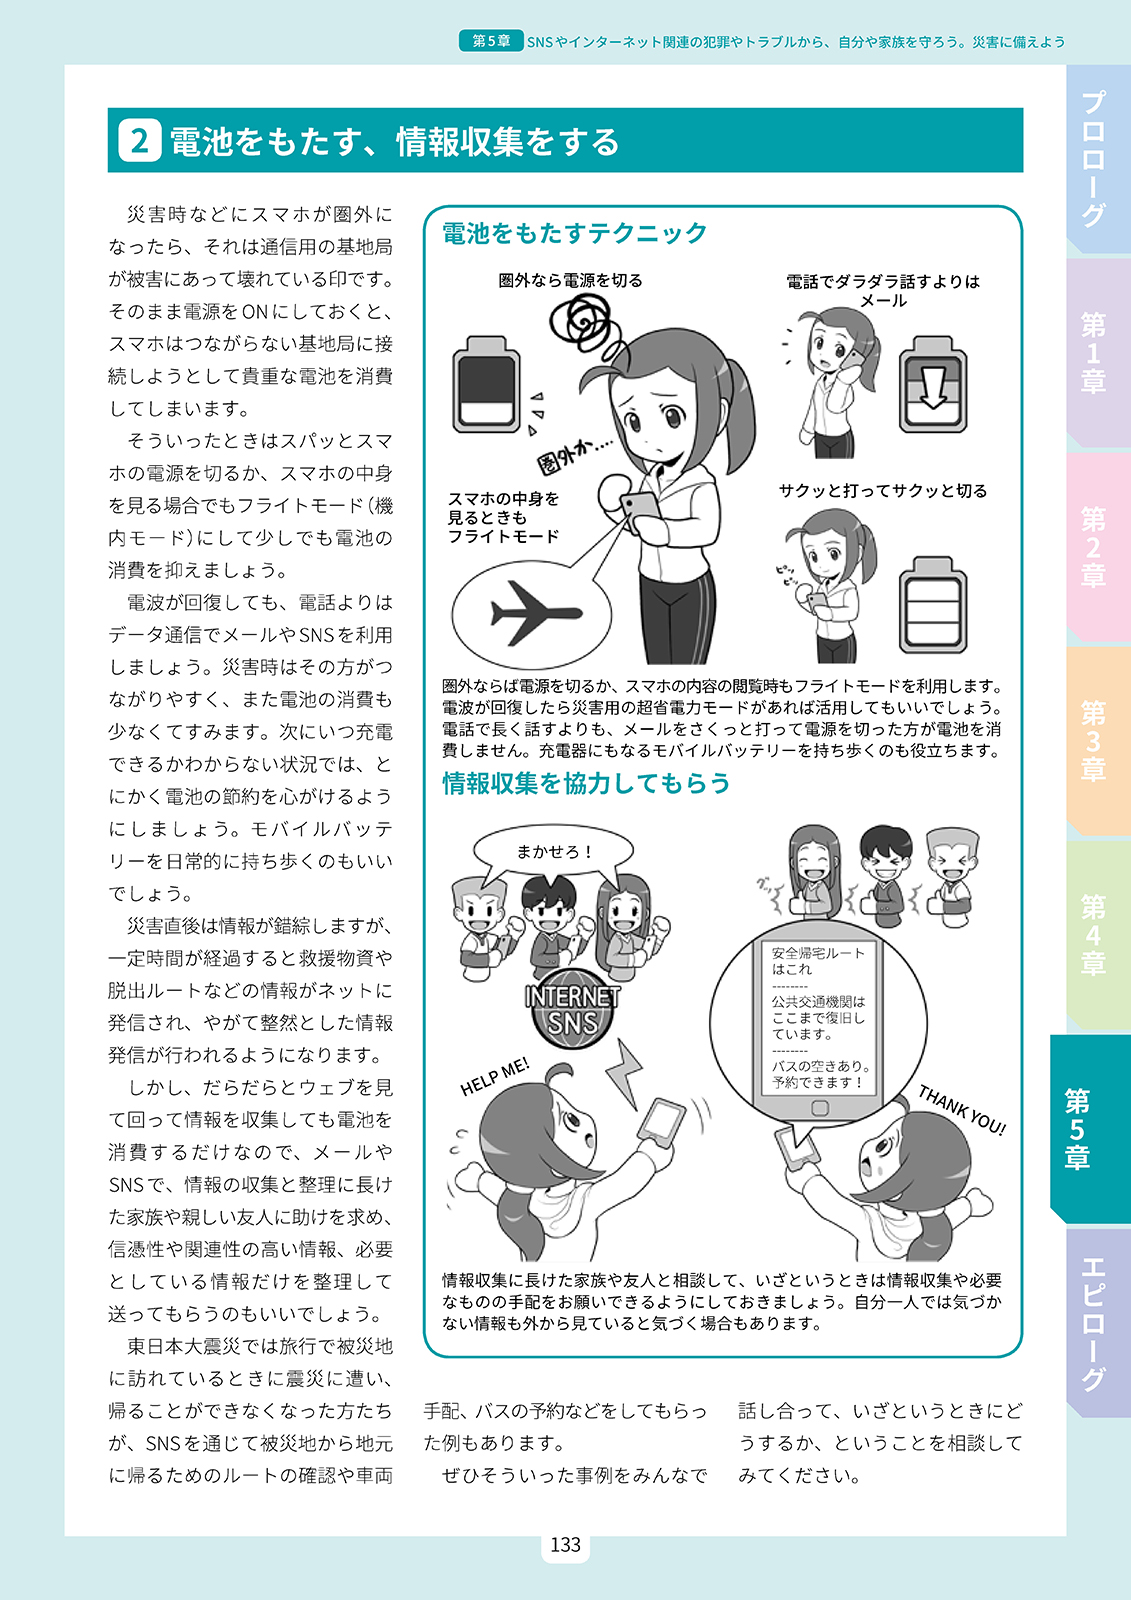 第5章 SNSやインターネット関連の犯罪やトラブルから、自分や家族を守ろう。災害に備えよう
2 電池をもたす、情報収集をする
災害時などにスマホが圏外に
なったら、それは通信用の基地局
が被害にあって壊れている印です。
そのまま電源をONにしておくと、
スマホはつながらない基地局に接
続しようとして貴重な電池を消費
してしまいます。
そういったときはスパッとスマ
ホの電源を切るか、スマホの中身
を見る場合でもフライトモード（機
内モード）にして少しでも電池の
消費を抑えましょう。
電波が回復しても、電話よりは
データ通信でメールやSNSを利用
しましょう。災害時はその方がつ
ながりやすく、また電池の消費も
少なくてすみます。次にいつ充電
できるかわからない状況では、と
にかく電池の節約を心がけるよう
にしましょう。モバイルバッテ
リーを日常的に持ち歩くのもいい
でしょう。
災害直後は情報が錯綜しますが、
一定時間が経過すると救援物資や
脱出ルートなどの情報がネットに
発信され、やがて整然とした情報
発信が行われるようになります。
しかし、だらだらとウェブを見
て回って情報を収集しても電池を
消費するだけなので、メールや
SNSで、情報の収集と整理に長け
た家族や親しい友人に助けを求め、
信憑性や関連性の高い情報、必要
としている情報だけを整理して
送ってもらうのもいいでしょう。
東日本大震災では旅行で被災地
に訪れているときに震災に遭い、
帰ることができなくなった方たち
が、SNSを通じて被災地から地元
に帰るためのルートの確認や車両
電池をもたすテクニック
圏外なら電源を切る
圏外か‥‥
スマホの中身を
見るときも
フライトモード
電話でダラダラ話すよりは
メール
サクッと打ってサクッと切る
ピッ
ピッ
圏外ならば電源を切るか、スマホの内容の閲覧時もフライトモードを利用します。
電波が回復したら災害用の超省電力モードがあれば活用してもいいでしょう。
電話で長く話すよりも、メールをさくっと打って電源を切った方が電池を消
費しません。充電器にもなるモバイルバッテリーを持ち歩くのも役立ちます。
情報収集を協力してもらう
まかせろ！
INTERNET
SNS
HELP ME!
グッ
安全帰宅ルート
はこれ
--------
公共交通機関は
ここまで復旧し
ています。
--------
バスの空きあり。
予約できます！
THANK YOU!
情報収集に長けた家族や友人と相談して、いざというときは情報収集や必要
なものの手配をお願いできるようにしておきましょう。自分一人では気づか
ない情報も外から見ていると気づく場合もあります。
手配、バスの予約などをしてもらっ
た例もあります。
ぜひそういった事例をみんなで
話し合って、いざというときにど
うするか、ということを相談して
みてください。
プロローグ
第1章
第2章
第3章
第4章
第5章
エピローグ
133